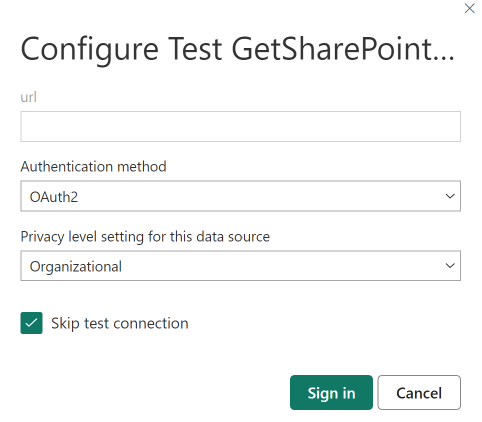 Configure Test GetSharePoint...
url
Authentication method
OAuth2
Privacy level setting for this data source
Organizational
Skip test connection
Sign in Cancel